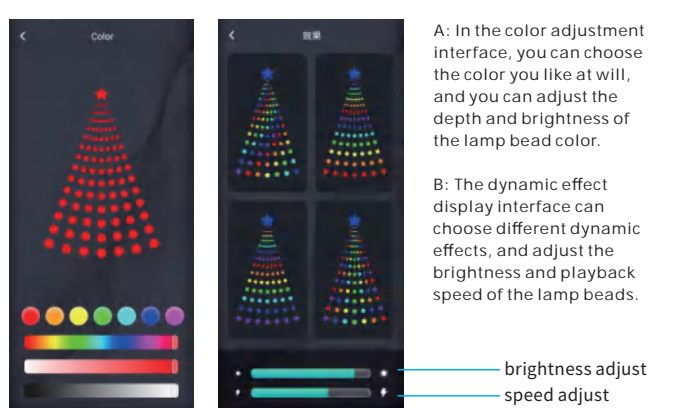 Color
效果
A: In the color adjustment
interface, you can choose
the color you like at will,
and you can adjust the
depth and brightness of
the lamp bead color.
B: The dynamic effect
display interface can
choose different dynamic
effects, and adjust the
brightness and playback
speed of the lamp beads.
brightness adjust
speed adjust